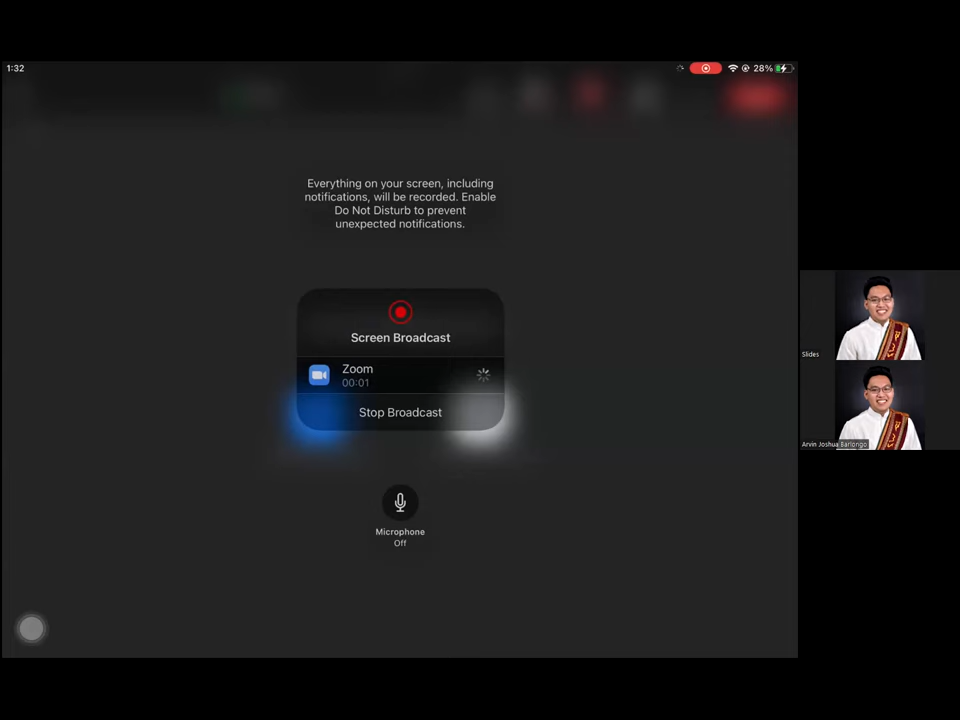 1:32
28%
Everything on your screen, including
notifications, will be recorded. Enable
Do Not Disturb to prevent
unexpected notifications.
Screen Broadcast
Zoom
00:01
Stop Broadcast
Microphone
Off
Slides
Arvin Joshua Barlongo